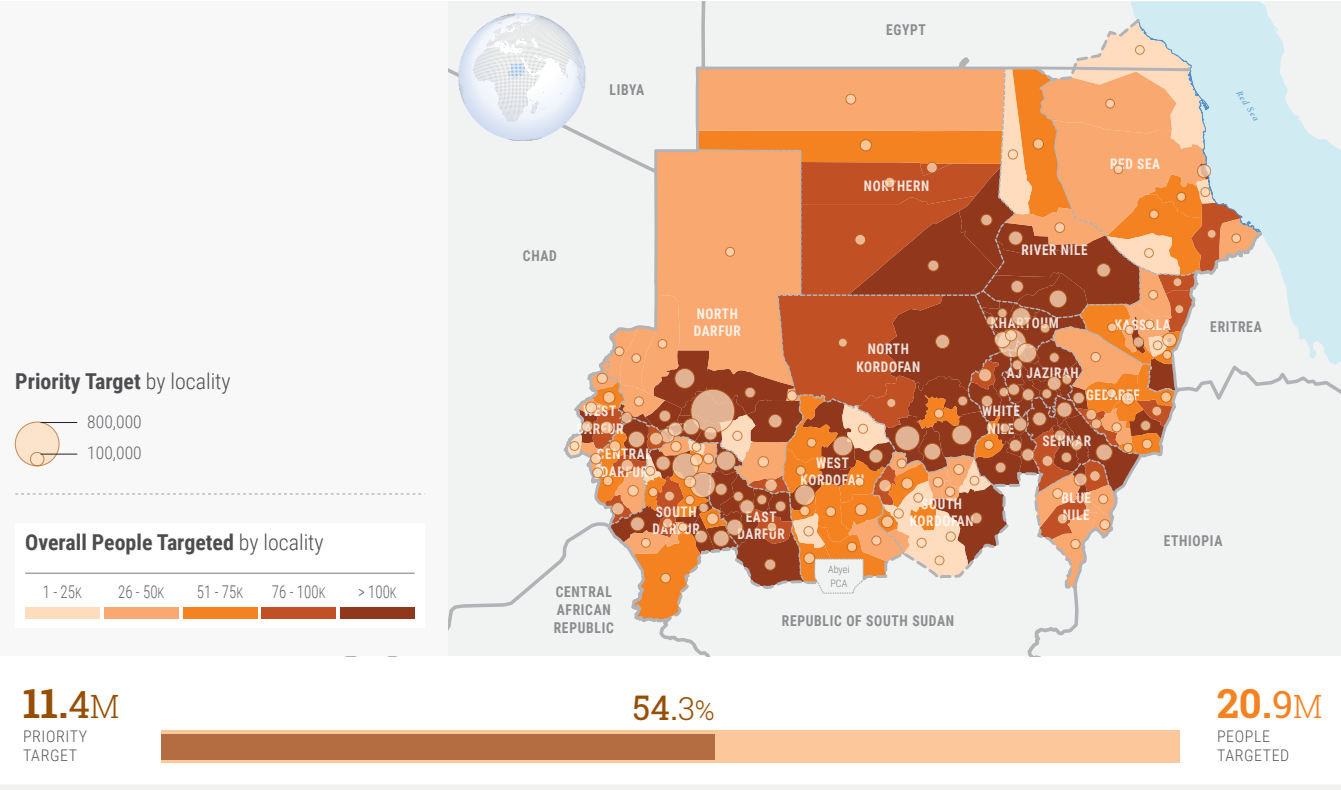 EGYPT
LIBYA
Red Sea
RED SEA
NORTHERN
RIVER NILE
CHAD
NORTH
DARFUR
KHARTOUM
KASSALA
ERITREA
NORTH
KORDOFAN
AJ JAZIRAH
GEDAREF
WEST
DARFUR
WHITE
NILE
SENNAR
CENTRAL
DARFUR
WEST
KORDOFAN
SOUTH
DARFUR
EAST
DARFUR
SOUTH
KORDOFAN
BLUE
NILE
ETHIOPIA
Abyei
PCA
CENTRAL
AFRICAN
REPUBLIC
REPUBLIC OF SOUTH SUDAN
Priority Target by locality
800,000
100,000
Overall People Targeted by locality
1 - 25K 26 - 50K 51 - 75K 76 - 100K > 100K
11.4M
PRIORITY
TARGET
54.3%
20.9M
PEOPLE
TARGETED